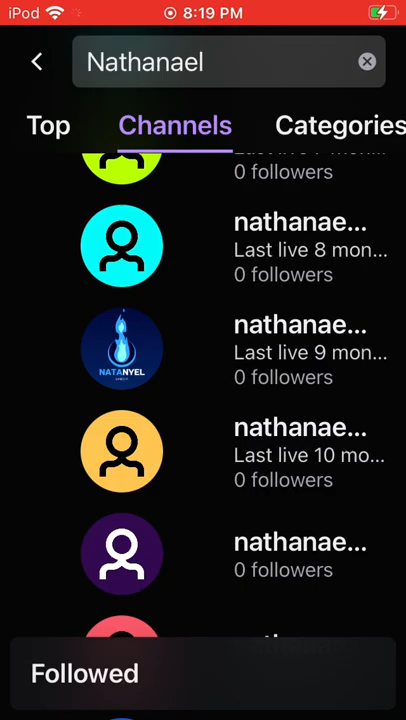 iPod 8:19 PM
Nathanael
Top Channels Categories
0 followers
nathanae...
Last live 8 mon...
0 followers
nathanae...
Last live 9 mon...
0 followers
NATANYEL
nathanae...
Last live 10 mo...
0 followers
nathanae...
0 followers
Followed